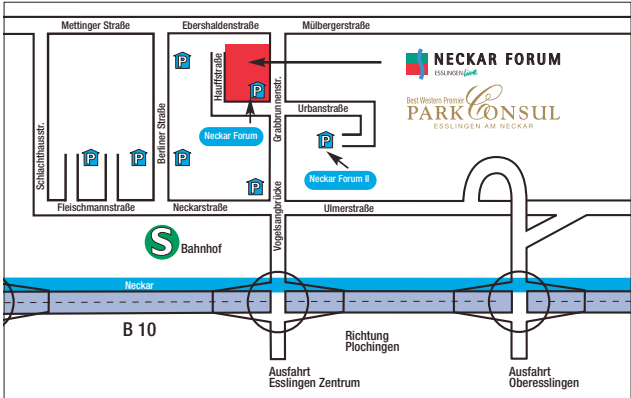 Mettinger Straße
Ebershaldenstraße
Mülbergerstraße
P
Hauffstraße
P
Grabbrunnenstr.
NECKAR FORUM
ESSLINGEN live
Best Western Premier
PARK CONSUL
ESSLINGEN AM NECKAR
Schlachthausstr.
Berliner Straße
Neckar Forum
Urbanstraße
P
P
P
P
P
Neckar Forum II
Fleischmannstraße
Neckarstraße
Vogelsangbrücke
Ulmerstraße
S
Bahnhof
Neckar
B 10
Richtung
Plochingen
Ausfahrt
Esslingen Zentrum
Ausfahrt
Oberesslingen